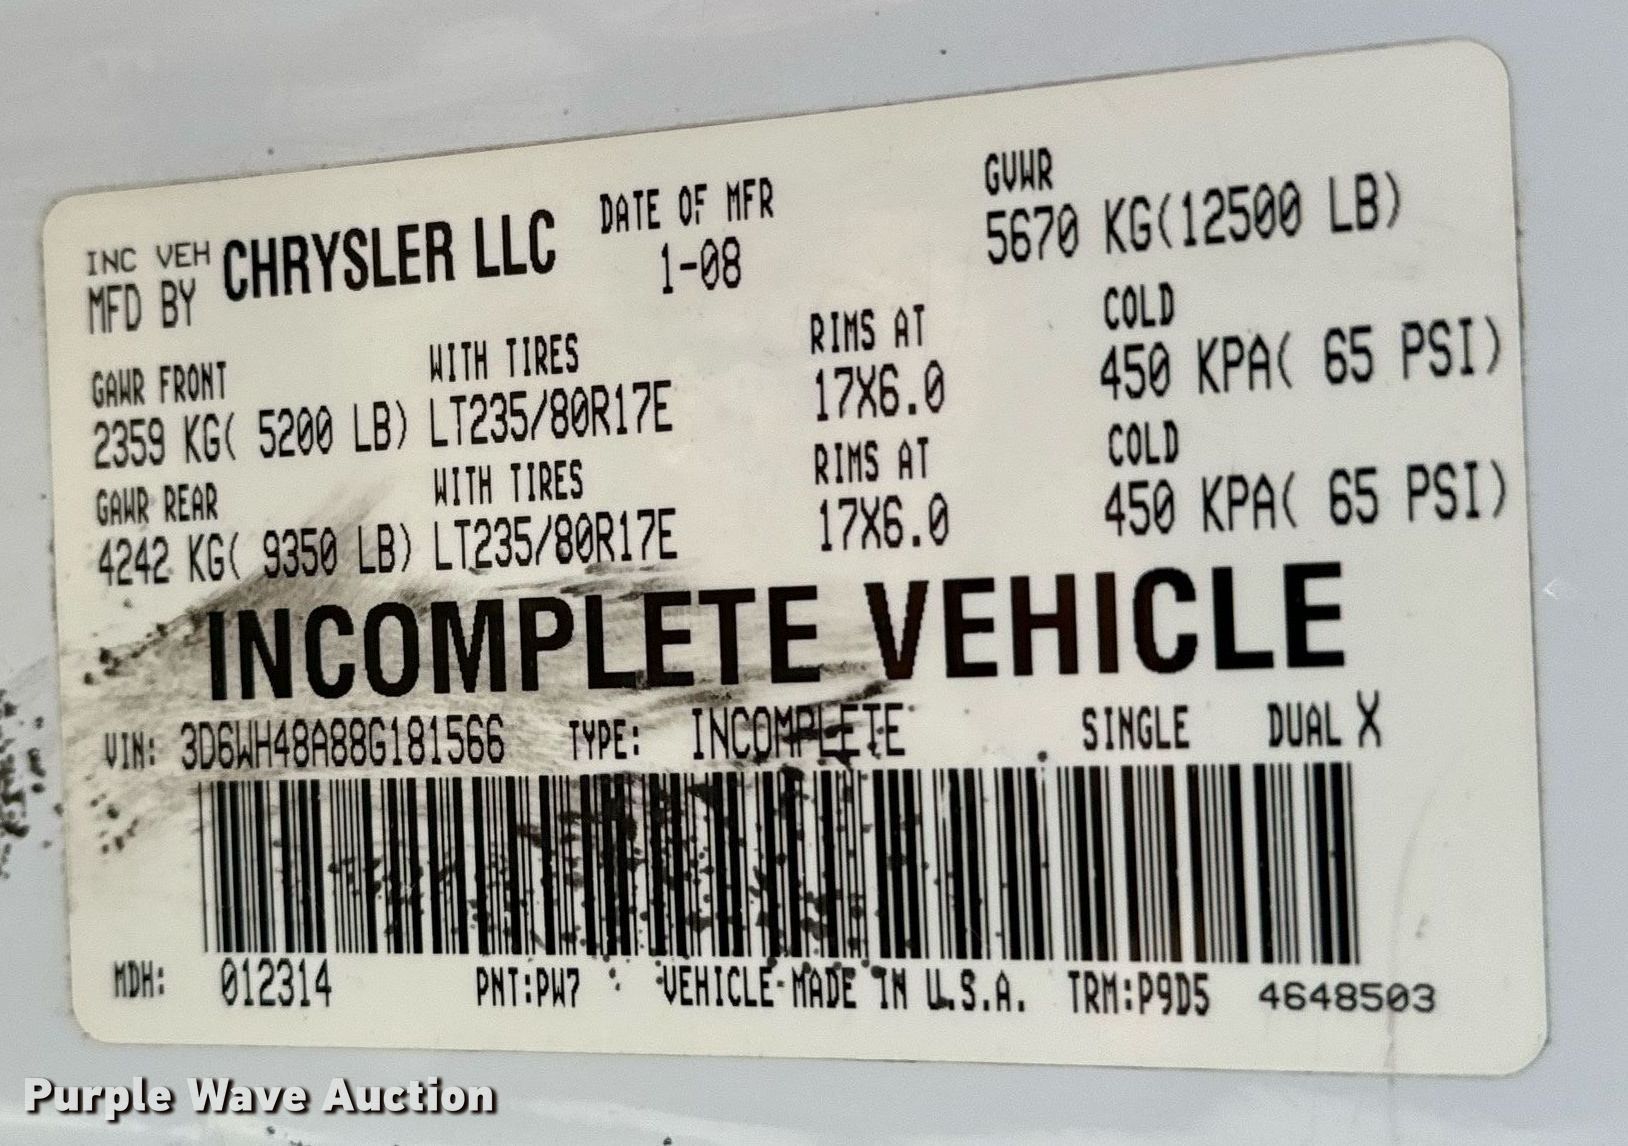 INC VEH
MFD BY CHRYSLER LLC
DATE OF MFR
1-08
GVWR
5670 KG(12500 LB)
GAWR FRONT WITH TIRES RIMS AT COLD
2359 KG( 5200 LB) LT235/80R17E 17X6.0 450 KPA( 65 PSI)
GAWR REAR WITH TIRES RIMS AT COLD
4242 KG( 9350 LB) LT235/80R17E 17X6.0 450 KPA( 65 PSI)
INCOMPLETE VEHICLE
VIN: 3D6WH48A88G181566 TYPE: INCOMPLETE SINGLE DUAL X
MDH: 012314 PNT:PW7 VEHICLE MADE IN U.S.A. TRM:P9D5 4648503
Purple Wave Auction